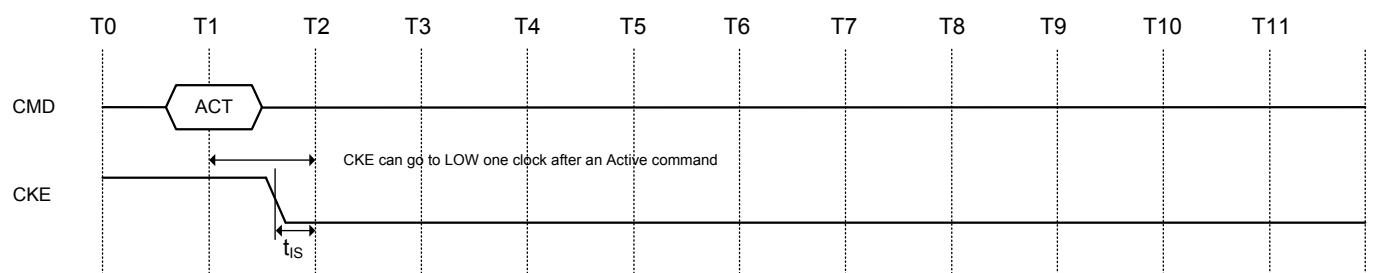 T0 T1 T2 T3 T4 T5 T6 T7 T8 T9 T10 T11
CMD ACT
CKE can go to LOW one clock after an Active command
CKE
tIS